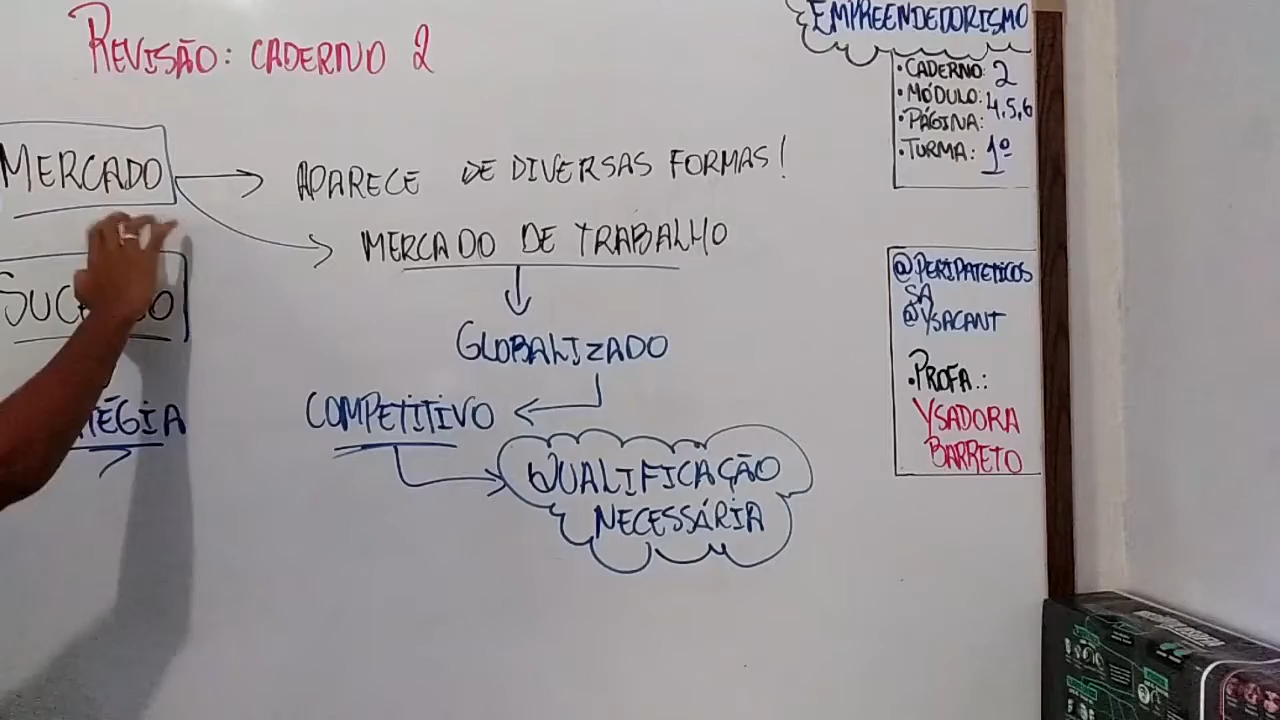 REVISÃO: CADERNO 2
MERCADO
APARECE DE DIVERSAS FORMAS!
MERCADO DE TRABALHO
GLOBALIZADO
COMPETITIVO
QUALIFICAÇÃO
NECESSÁRIA
EMPREENDEDORISMO
•CADERNO: 2
•MÓDULO: 4,5,6
•PÁGINA:
•TURMA: 1º
@PERIPATETICOS
SA
@YSACANT
•PROFA.:
YSADORA
BARRETO